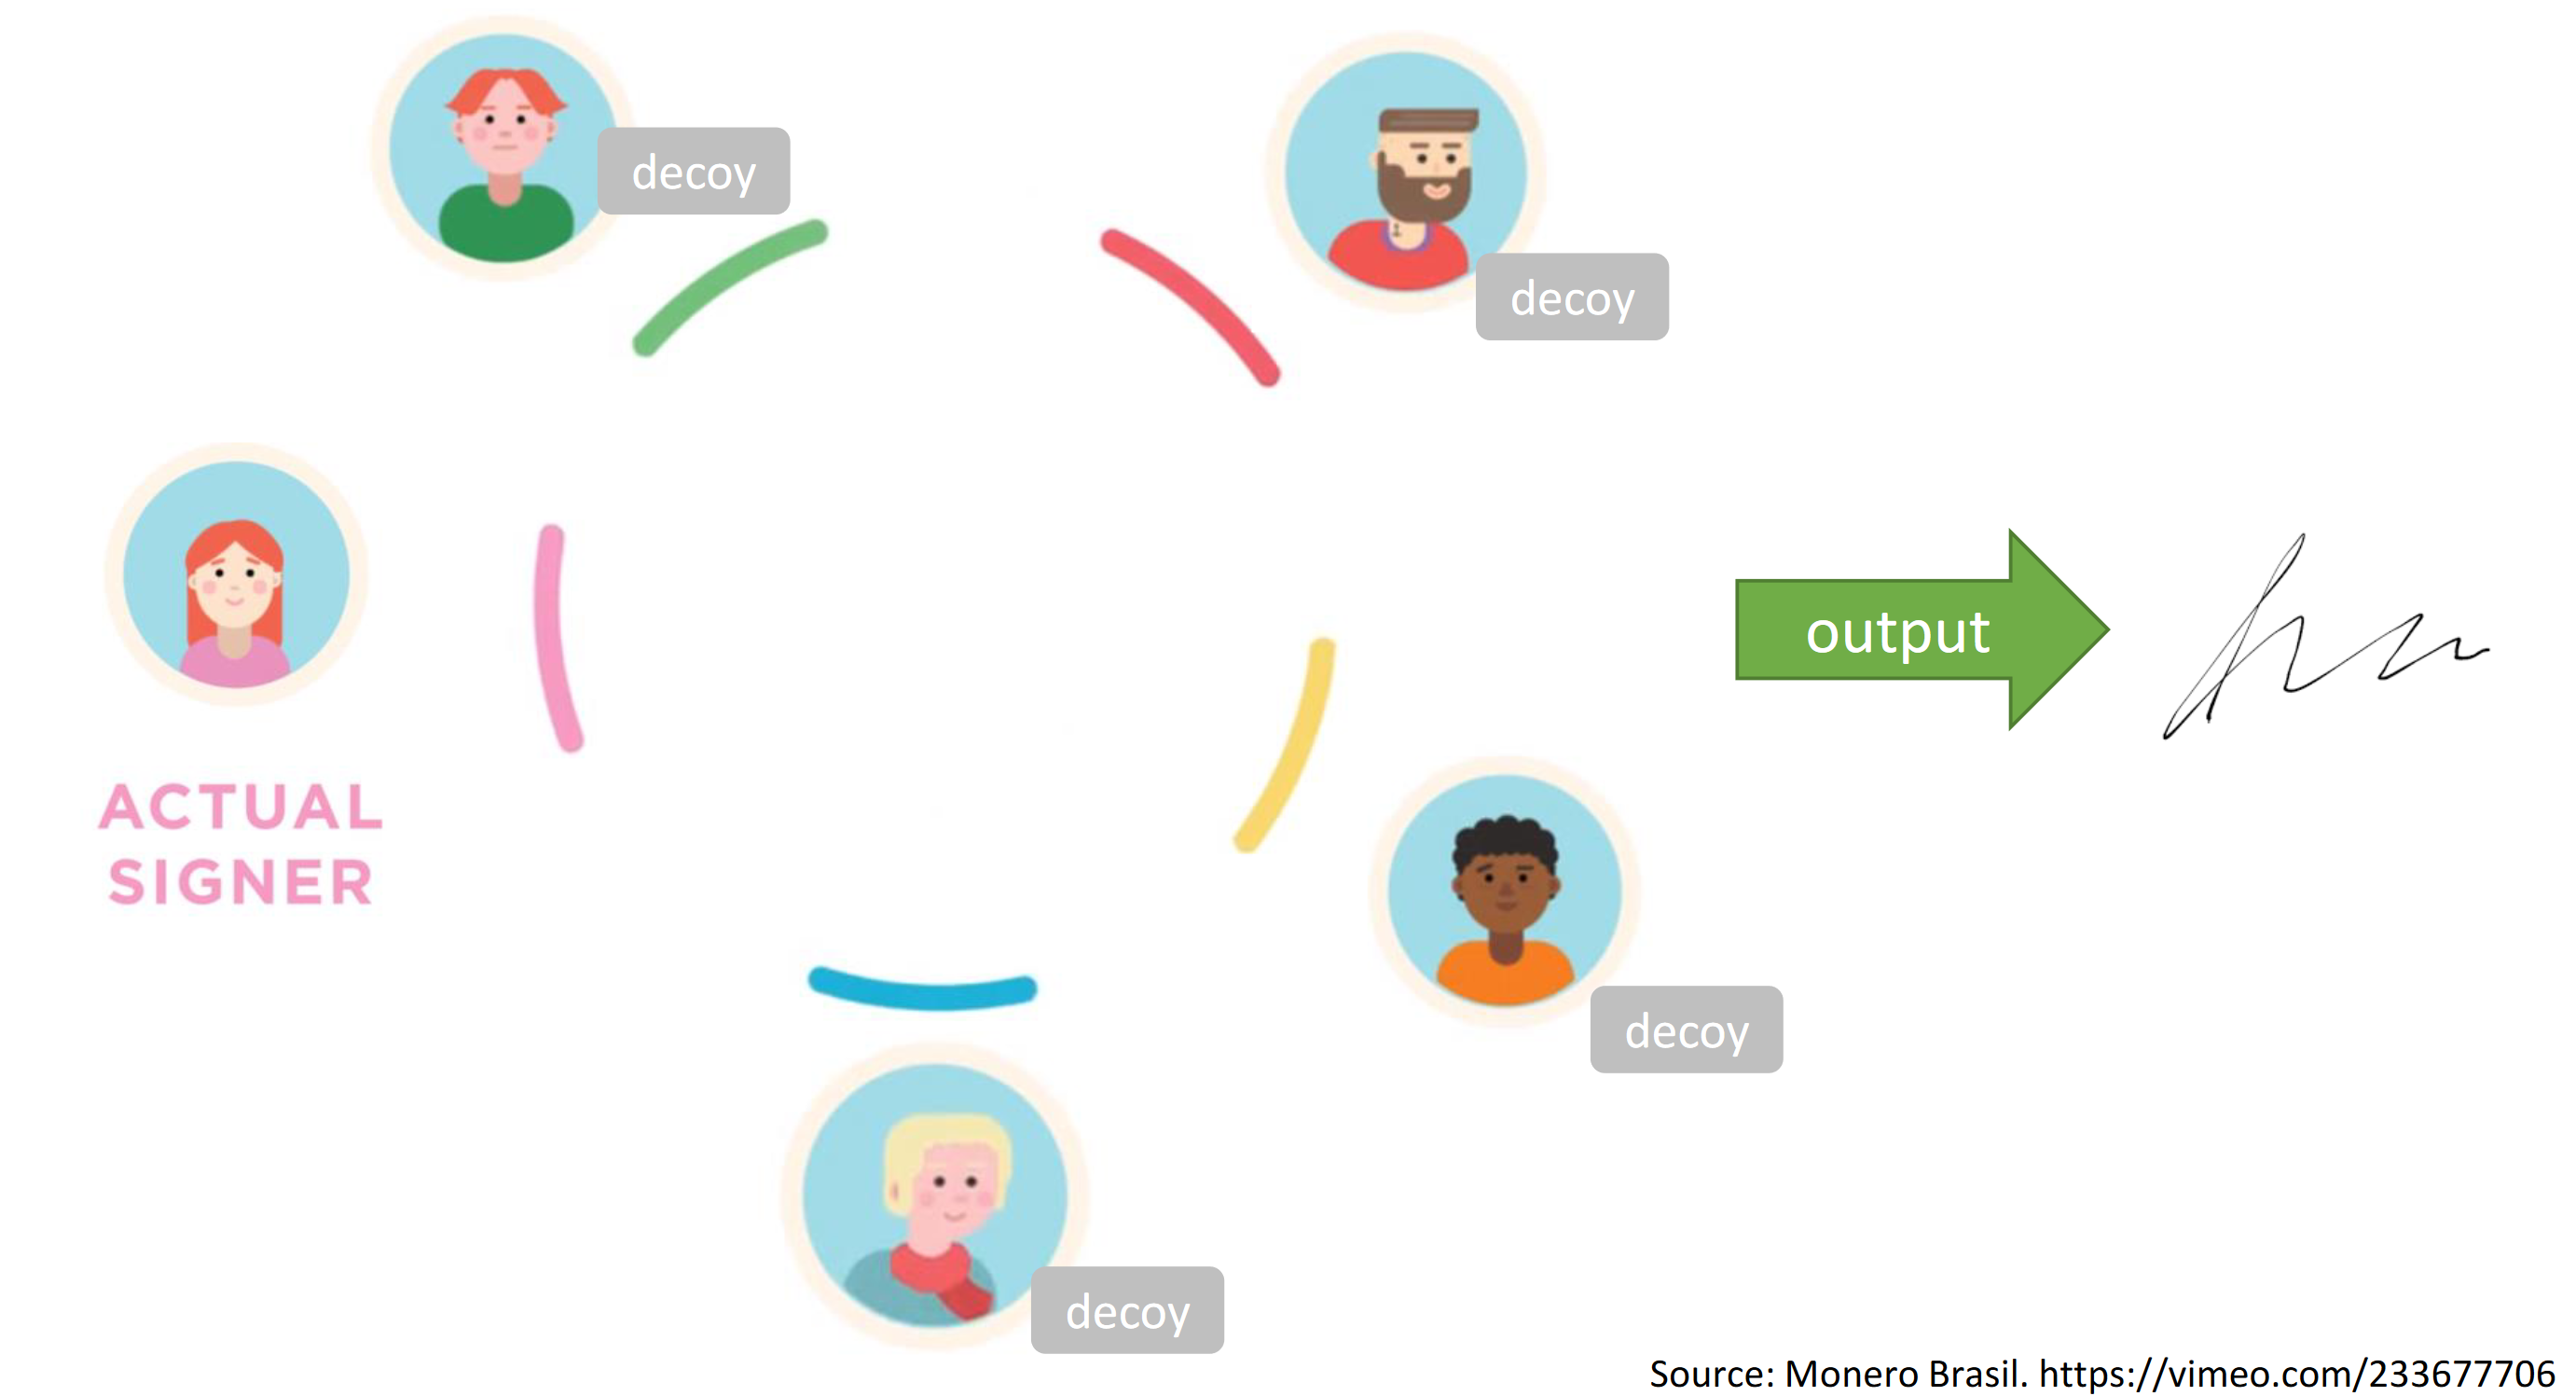 decoy
decoy
ACTUAL
SIGNER
output
decoy
decoy
Source: Monero Brasil. https://vimeo.com/233677706